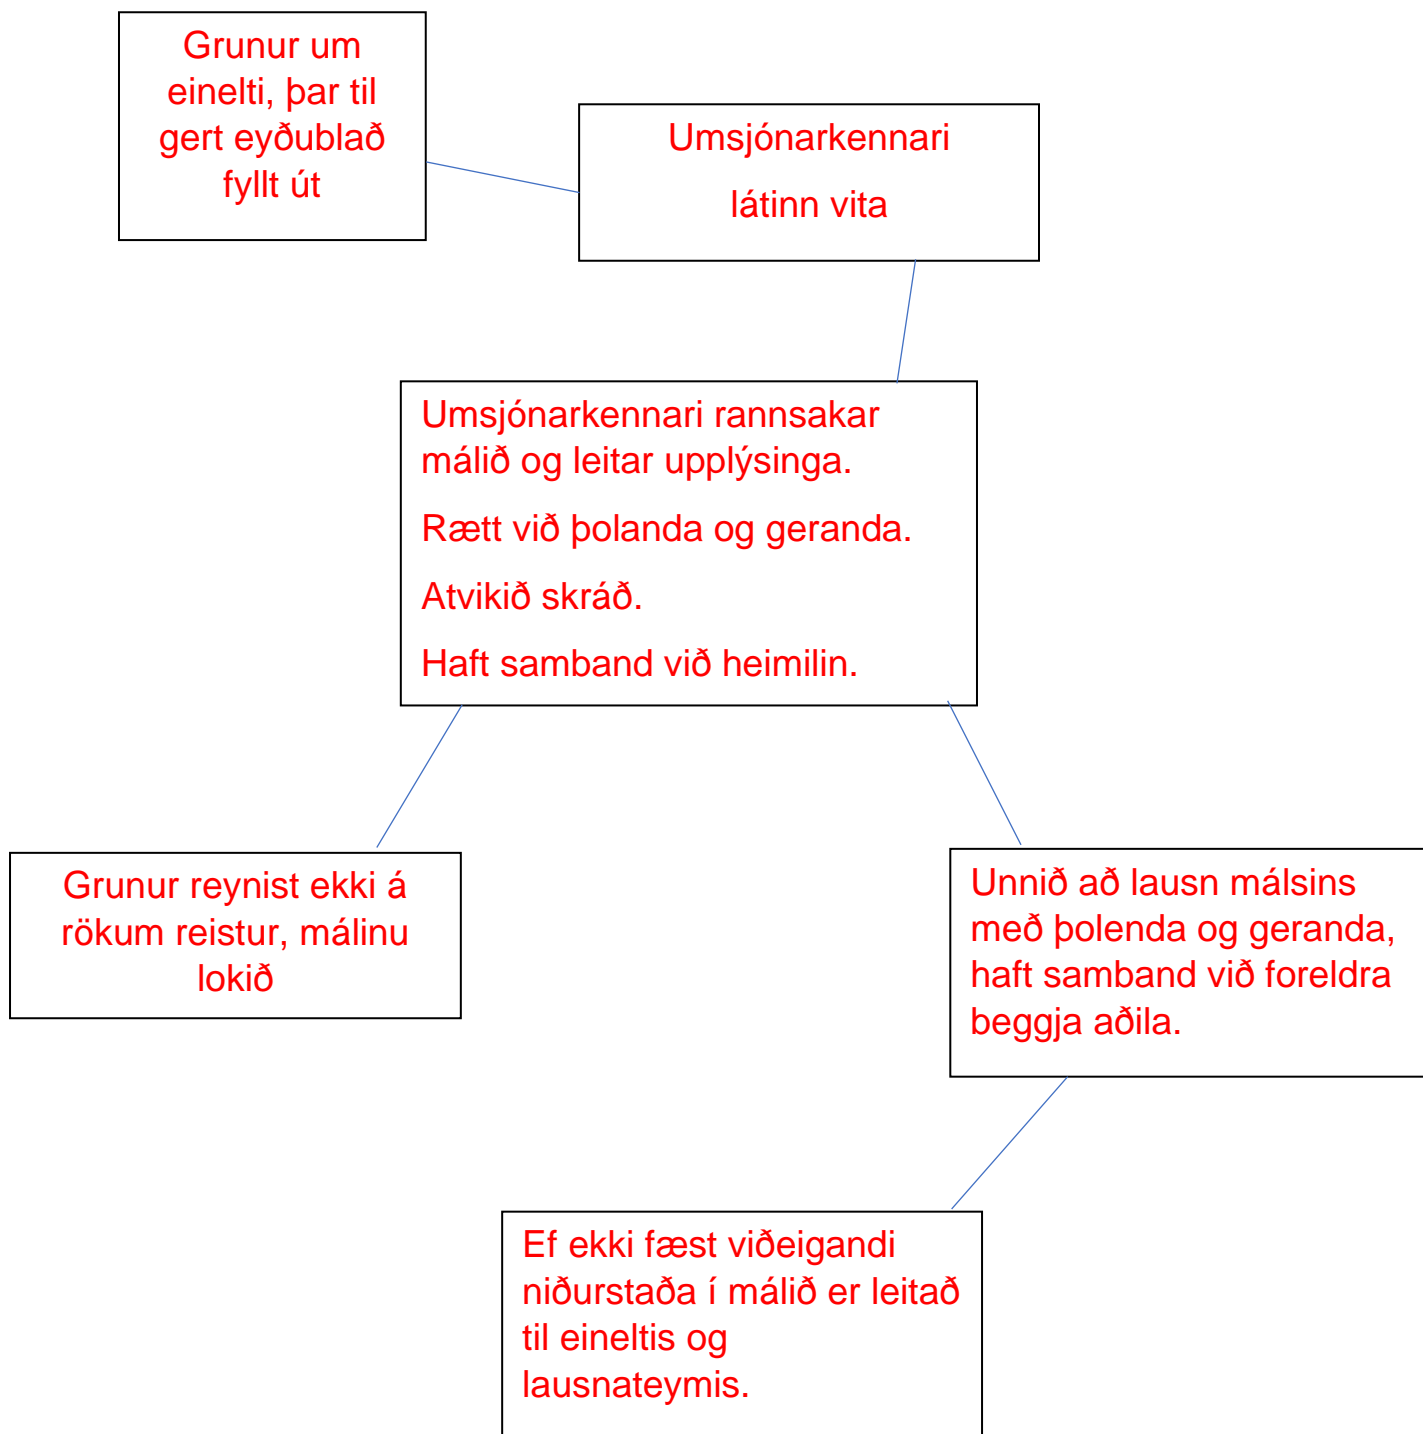 Grunur um
einelti, þar til
gert eyðublað
fyllt út
Umsjónarkennari
látinn vita
Umsjónarkennari rannsakar
málið og leitar upplýsinga.
Rætt við þolanda og geranda.
Atvikið skráð.
Haft samband við heimilin.
Grunur reynist ekki á
rökum reistur, málinu
lokið
Unnið að lausn málsins
með þolenda og geranda,
haft samband við foreldra
beggja aðila.
Ef ekki fæst viðeigandi
niðurstaða í málið er leitað
til eineltis og
lausnateymis.